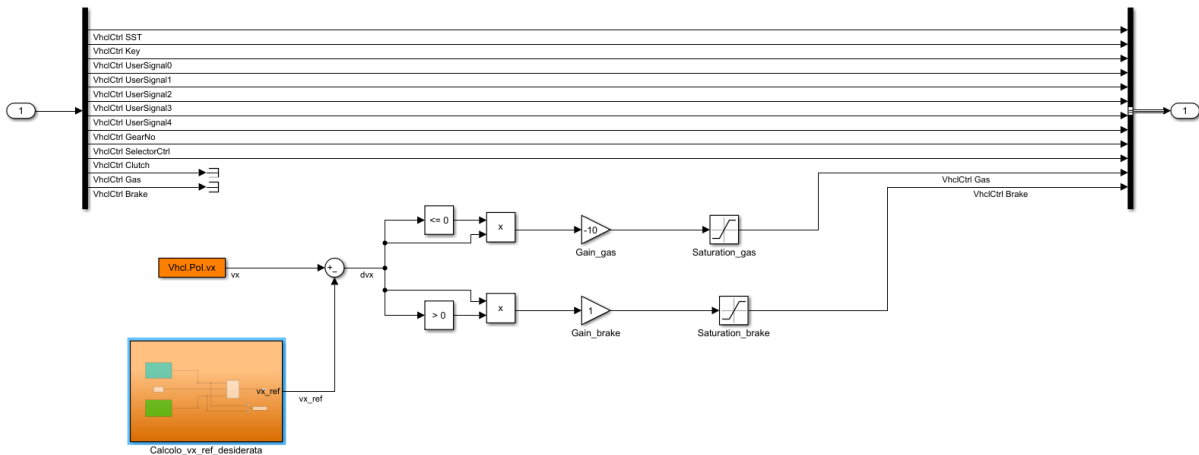 VhclCtrl SST
VhclCtrl Key
VhclCtrl UserSignal0
VhclCtrl UserSignal1
VhclCtrl UserSignal2
VhclCtrl UserSignal3
VhclCtrl UserSignal4
VhclCtrl GearNo
VhclCtrl SelectorCtrl
VhclCtrl Clutch
VhclCtrl Gas
VhclCtrl Brake
1
1
VhclCtrl Gas
VhclCtrl Brake
<= 0
x
-10
Gain_gas
Saturation_gas
Vhcl.PoI.vx
vx
+
-
dvx
> 0
x
1
Gain_brake
Saturation_brake
vx_ref
vx_ref
Calcolo_vx_ref_desiderata